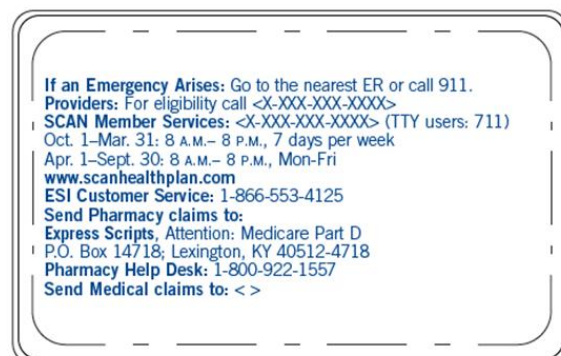 If an Emergency Arises: Go to the nearest ER or call 911.
Providers: For eligibility call <X-XXX-XXX-XXXX>
SCAN Member Services: <X-XXX-XXX-XXXX> (TTY users: 711)
Oct. 1–Mar. 31: 8 A.M.– 8 P.M., 7 days per week
Apr. 1–Sept. 30: 8 A.M.– 8 P.M., Mon-Fri
www.scanhealthplan.com
ESI Customer Service: 1-866-553-4125
Send Pharmacy claims to:
Express Scripts, Attention: Medicare Part D
P.O. Box 14718; Lexington, KY 40512-4718
Pharmacy Help Desk: 1-800-922-1557
Send Medical claims to: < >